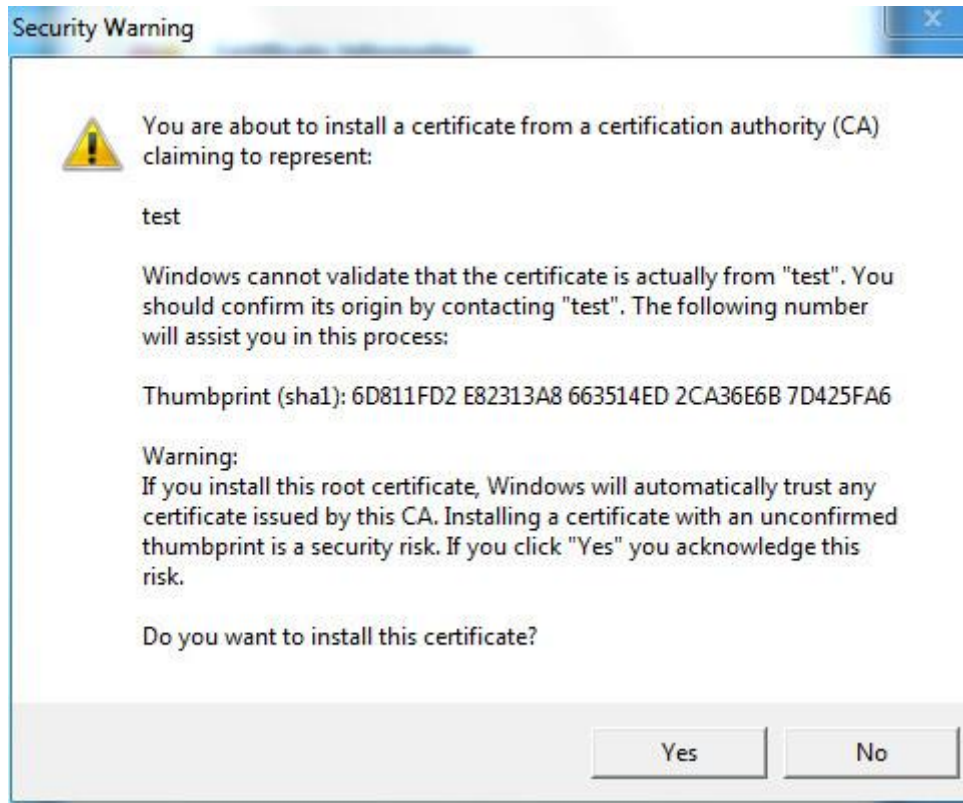 Security Warning
You are about to install a certificate from a certification authority (CA)
claiming to represent:
test
Windows cannot validate that the certificate is actually from "test". You
should confirm its origin by contacting "test". The following number
will assist you in this process:
Thumbprint (sha1): 6D811FD2 E82313A8 663514ED 2CA36E6B 7D425FA6
Warning:
If you install this root certificate, Windows will automatically trust any
certificate issued by this CA. Installing a certificate with an unconfirmed
thumbprint is a security risk. If you click "Yes" you acknowledge this
risk.
Do you want to install this certificate?
Yes
No